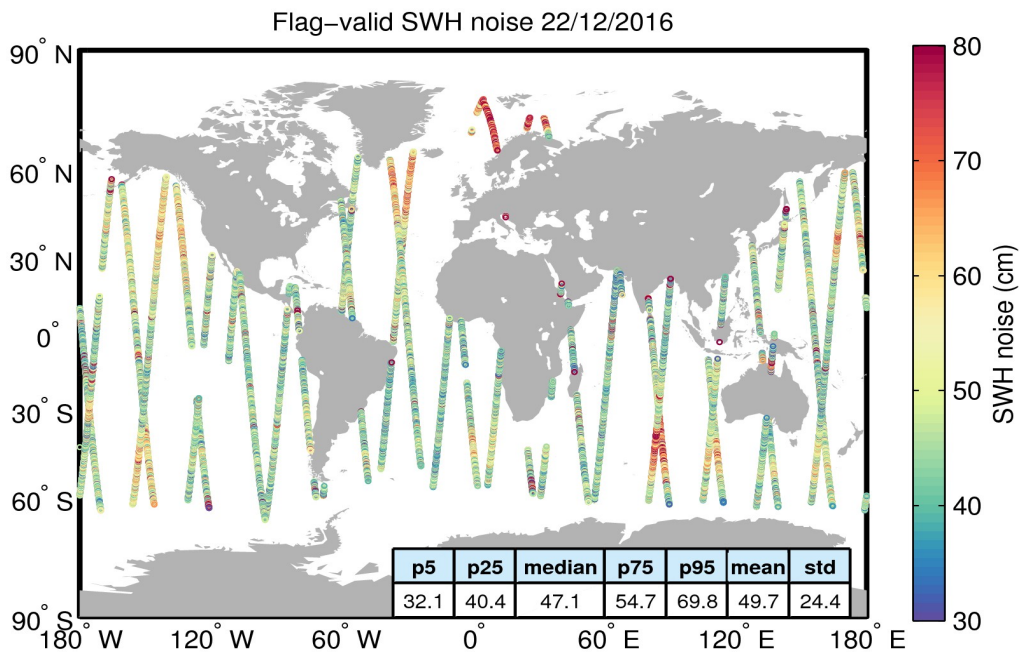 Flag−valid SWH noise 22/12/2016
90° N
60° N
30° N
0°
30° S
60° S
90° S
180° W
120° W
60° W
0°
60° E
120° E
180° E
p5 p25 median p75 p95 mean std
32.1 40.4 47.1 54.7 69.8 49.7 24.4
80
70
60
50
40
30
SWH noise (cm)